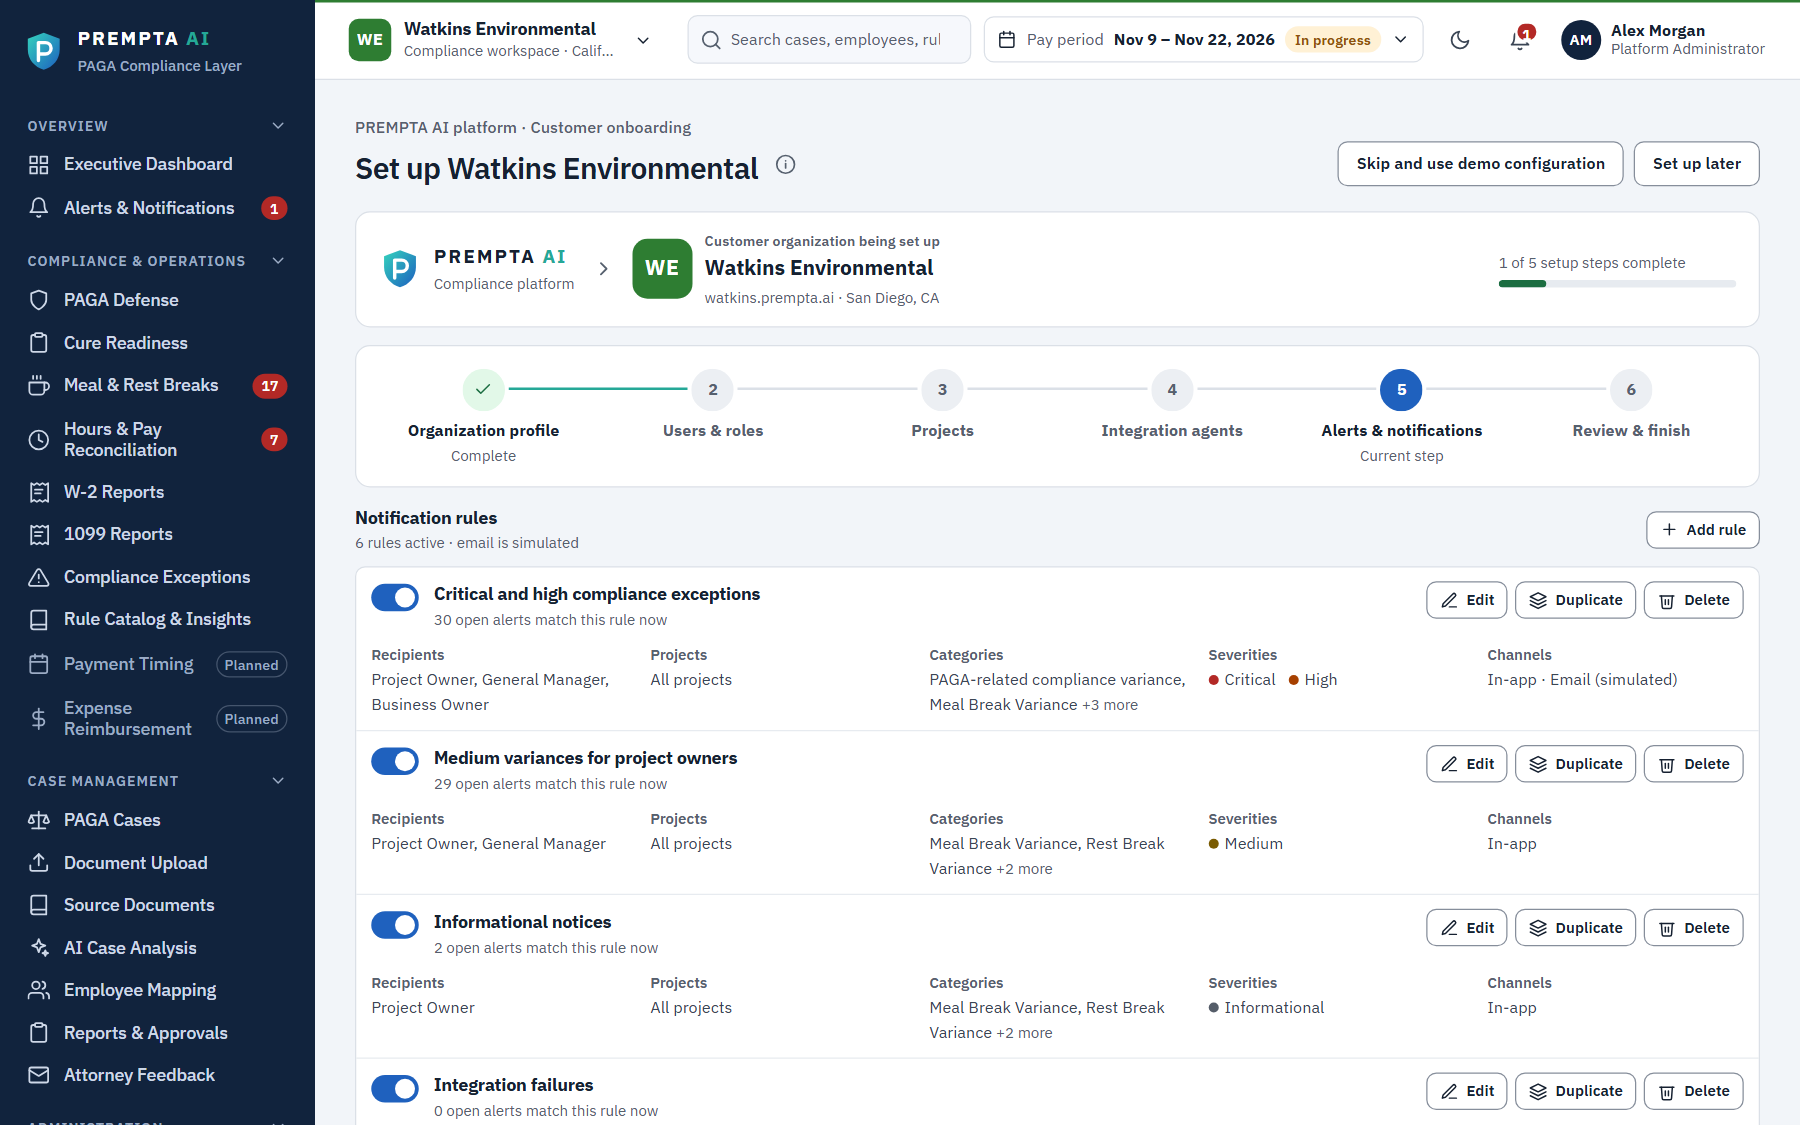 PREMPTA AI
PAGA Compliance Layer
OVERVIEW
Executive Dashboard
Alerts & Notifications 1
COMPLIANCE & OPERATIONS
PAGA Defense
Cure Readiness
Meal & Rest Breaks 17
Hours & Pay
Reconciliation 7
W-2 Reports
1099 Reports
Compliance Exceptions
Rule Catalog & Insights
Payment Timing Planned
Expense
Reimbursement Planned
CASE MANAGEMENT
PAGA Cases
Document Upload
Source Documents
AI Case Analysis
Employee Mapping
Reports & Approvals
Attorney Feedback
WE Watkins Environmental
Compliance workspace · Calif...
Search cases, employees, rul
Pay period Nov 9 – Nov 22, 2026 In progress
1
AM Alex Morgan
Platform Administrator
PREMPTA AI platform · Customer onboarding
Set up Watkins Environmental
Skip and use demo configuration Set up later
PREMPTA AI
Compliance platform
WE
Customer organization being set up
Watkins Environmental
watkins.prempta.ai · San Diego, CA
1 of 5 setup steps complete
2 3 4 5 6
Organization profile Users & roles Projects Integration agents Alerts & notifications Review & finish
Complete Current step
Notification rules
6 rules active · email is simulated
Add rule
Critical and high compliance exceptions
30 open alerts match this rule now
Edit Duplicate Delete
Recipients Projects Categories Severities Channels
Project Owner, General Manager, All projects PAGA-related compliance variance, Critical High In-app · Email (simulated)
Business Owner Meal Break Variance +3 more
Medium variances for project owners
29 open alerts match this rule now
Edit Duplicate Delete
Recipients Projects Categories Severities Channels
Project Owner, General Manager All projects Meal Break Variance, Rest Break Medium In-app
Variance +2 more
Informational notices
2 open alerts match this rule now
Edit Duplicate Delete
Recipients Projects Categories Severities Channels
Project Owner All projects Meal Break Variance, Rest Break Informational In-app
Variance +2 more
Integration failures
0 open alerts match this rule now
Edit Duplicate Delete